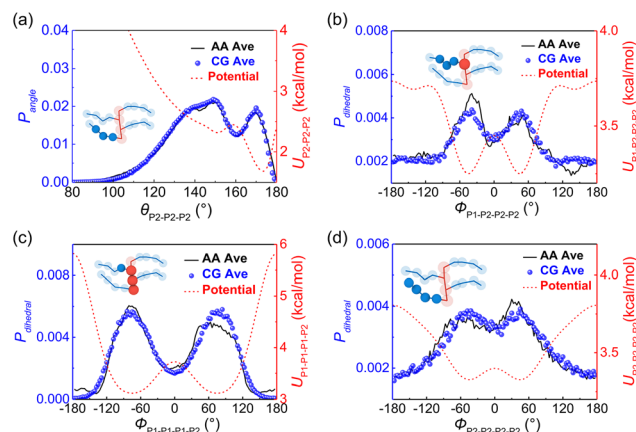 (a)
0.04
0.03
0.02
0.01
0.00
P_angle
AA Ave
CG Ave
Potential
4
3
2
U_P2-P2-P2 (kcal/mol)
80 100 120 140 160 180
θ_P2-P2-P2 (°)
(b)
0.008
0.006
0.004
0.002
P_dihedral
AA Ave
CG Ave
Potential
4.0
3.5
U_P1-P2-P2-P2 (kcal/mol)
-180 -120 -60 0 60 120 180
Φ_P1-P2-P2-P2 (°)
(c)
0.008
0.004
0.000
P_dihedral
AA Ave
CG Ave
Potential
6
5
4
3
U_P1-P1-P1-P2 (kcal/mol)
-180 -120 -60 0 60 120 180
Φ_P1-P1-P1-P2 (°)
(d)
0.006
0.004
0.002
P_dihedral
AA Ave
CG Ave
Potential
4.0
3.5
(kcal/mol)
-180 -120 -60 0 60 120 180
Φ_P2-P2-P2-P2 (°)